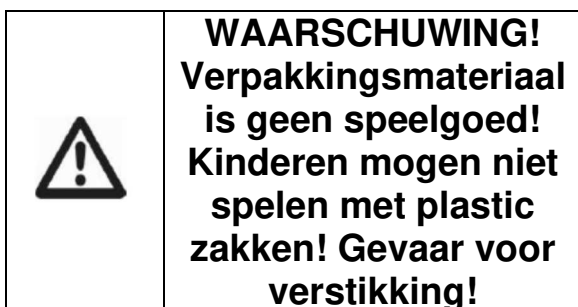 WAARSCHUWING!
Verpakkingsmateriaal
is geen speelgoed!
Kinderen mogen niet
spelen met plastic
zakken! Gevaar voor
verstikking!